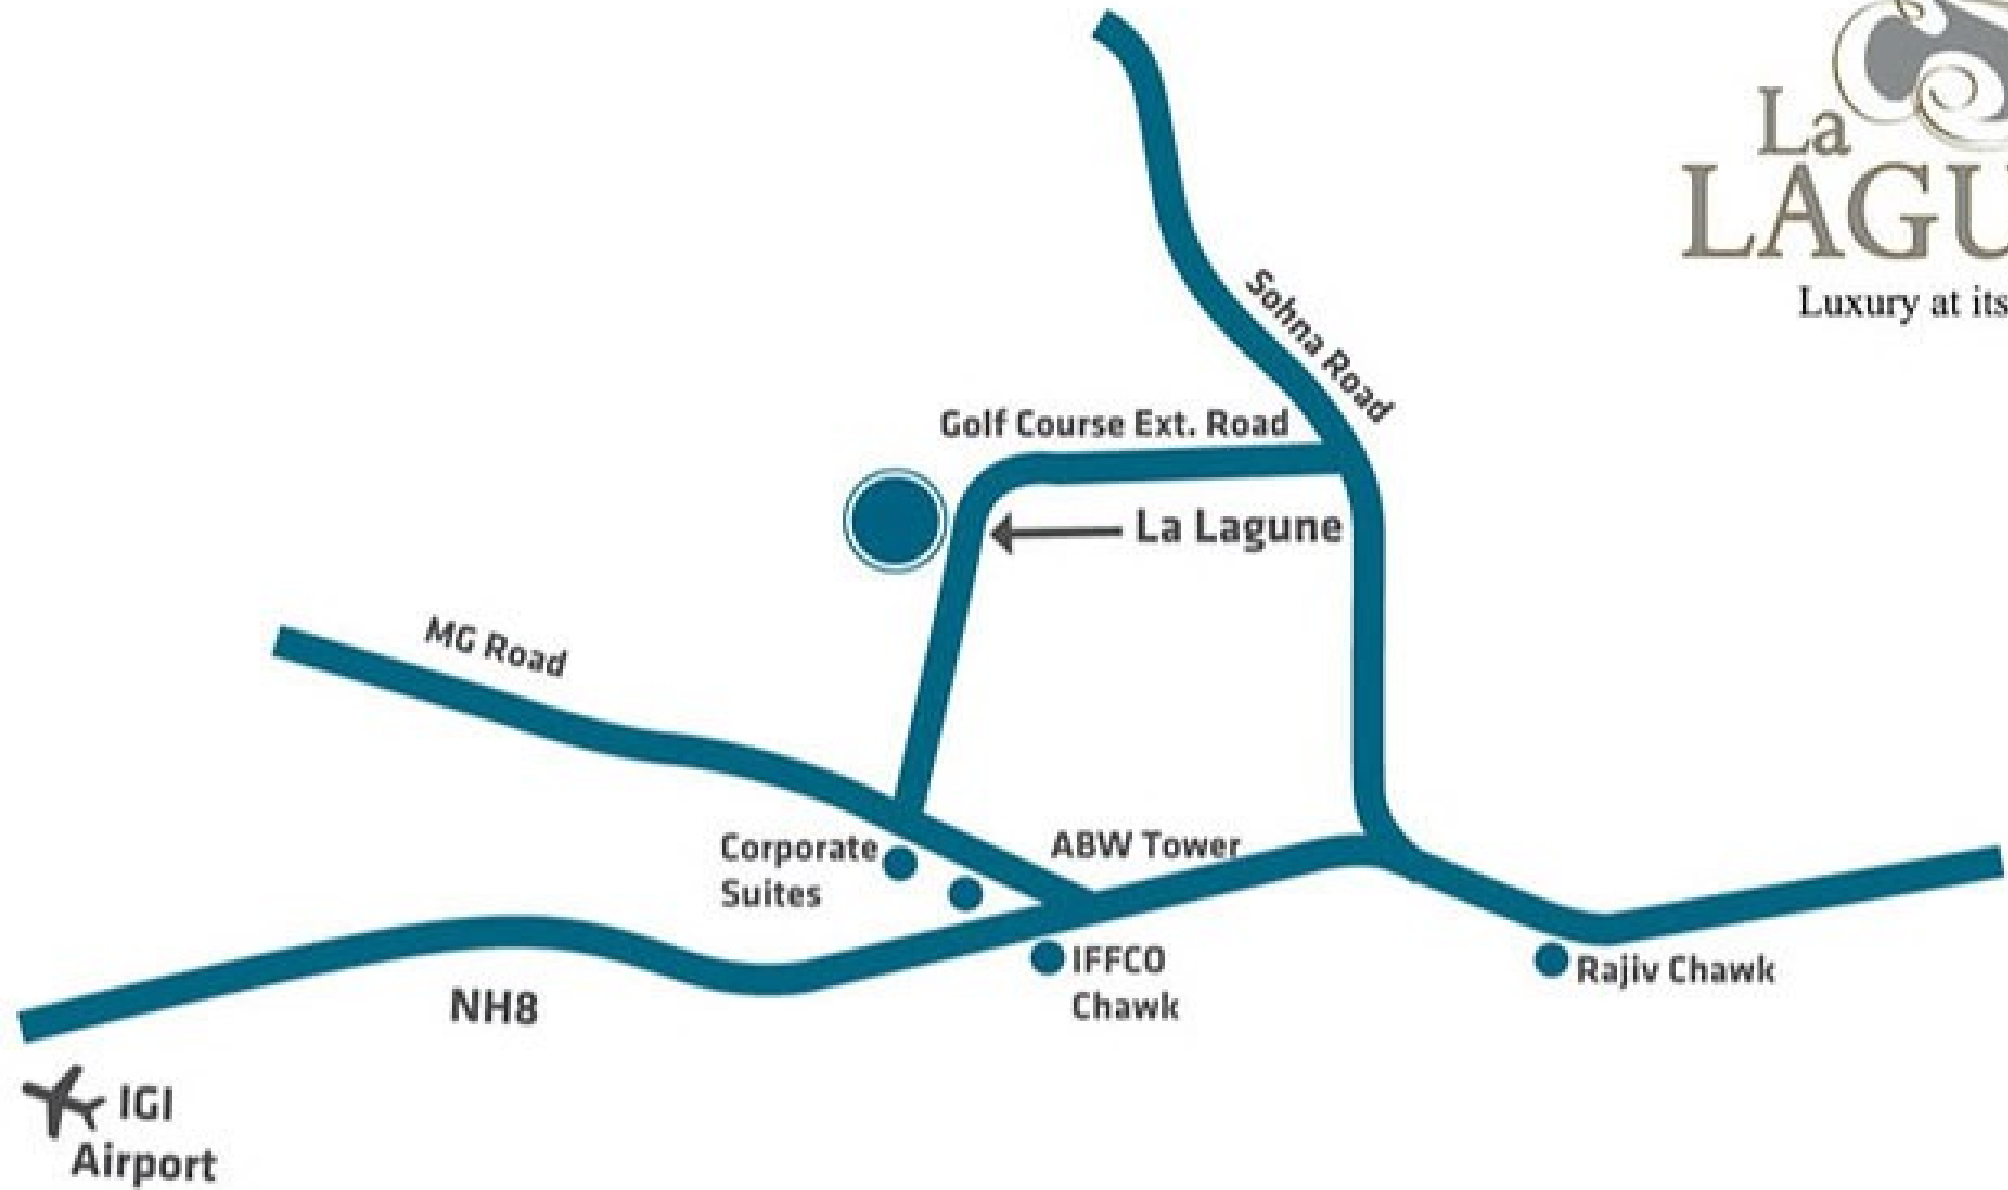 La
LAGU
Luxury at its
Sohna Road
Golf Course Ext. Road
La Lagune
MG Road
Corporate
Suites
ABW Tower
IFFCO
Chawk
Rajiv Chawk
NH8
IGI
Airport